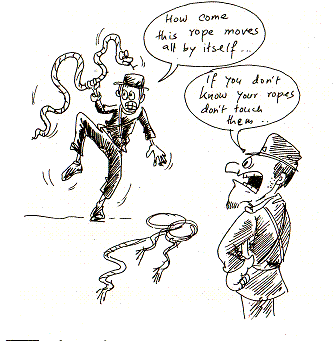 How come
this rope moves
all by itself...
If you don't
know your ropes
don't touch
them...